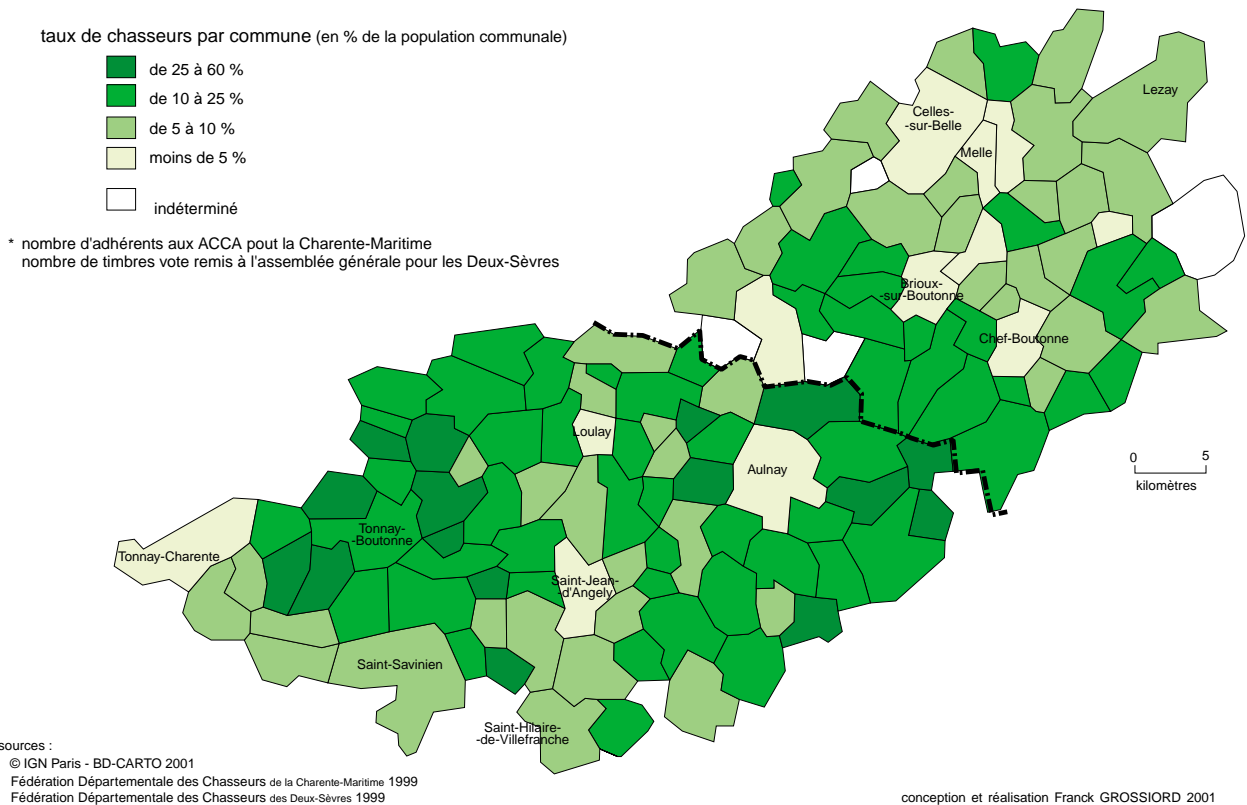 taux de chasseurs par commune (en % de la population communale)
de 25 à 60 %
de 10 à 25 %
de 5 à 10 %
moins de 5 %
indéterminé
* nombre d'adhérents aux ACCA pout la Charente-Maritime
nombre de timbres vote remis à l'assemblée générale pour les Deux-Sèvres
Lezay
Celles-
-sur-Belle
Melle
Brioux-
-sur-Boutonne
Chef-Boutonne
Loulay
Aulnay
0 5
kilomètres
Tonnay-
-Boutonne
Tonnay-Charente
Saint-Jean-
-d'Angely
Saint-Savinien
Saint-Hilaire-
-de-Villefranche
sources :
© IGN Paris - BD-CARTO 2001
Fédération Départementale des Chasseurs de la Charente-Maritime 1999
Fédération Départementale des Chasseurs des Deux-Sèvres 1999
conception et réalisation Franck GROSSIORD 2001